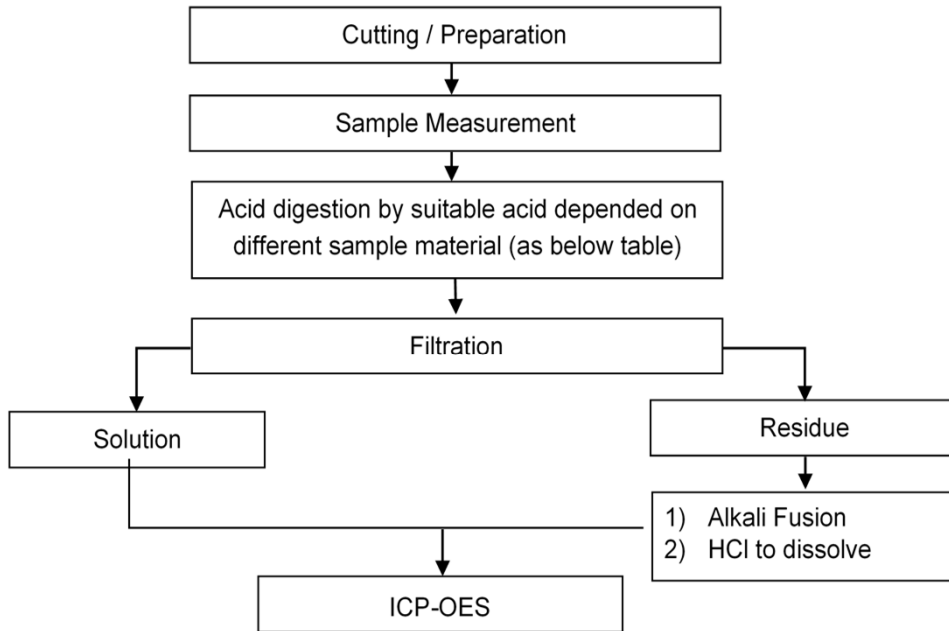 Cutting / Preparation
Sample Measurement
Acid digestion by suitable acid depended on
different sample material (as below table)
Filtration
Solution
Residue
1) Alkali Fusion
2) HCl to dissolve
ICP-OES